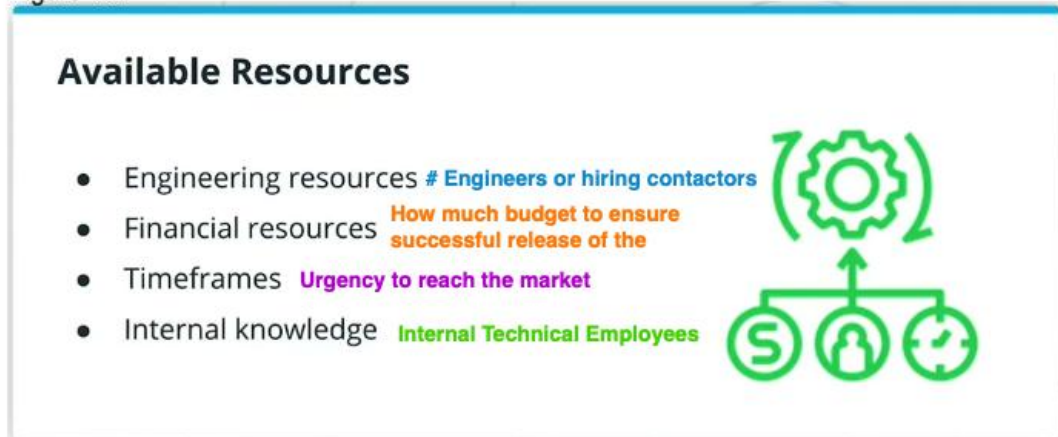 Available Resources
● Engineering resources # Engineers or hiring contactors
● Financial resources How much budget to ensure
successful release of the
● Timeframes Urgency to reach the market
● Internal knowledge Internal Technical Employees
S